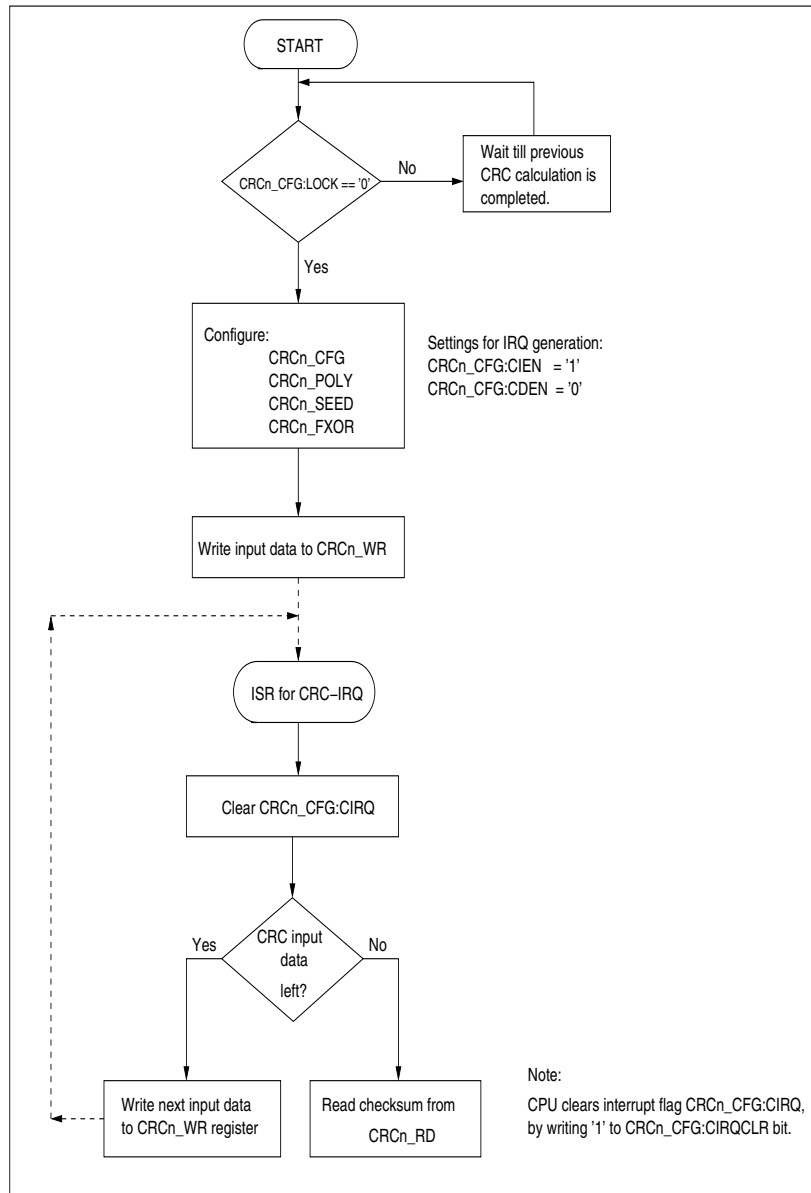 START
CRCn_CFG:LOCK == '0'
No
Wait till previous
CRC calculation is
completed.
Yes
Configure:
CRCn_CFG
CRCn_POLY
CRCn_SEED
CRCn_FXOR
Settings for IRQ generation:
CRCn_CFG:CIEN = '1'
CRCn_CFG:CDEN = '0'
Write input data to CRCn_WR
ISR for CRC−IRQ
Clear CRCn_CFG:CIRQ
CRC input
data
left?
Yes
No
Write next input data
to CRCn_WR register
Read checksum from
CRCn_RD
Note:
CPU clears interrupt flag CRCn_CFG:CIRQ,
by writing '1' to CRCn_CFG:CIRQCLR bit.